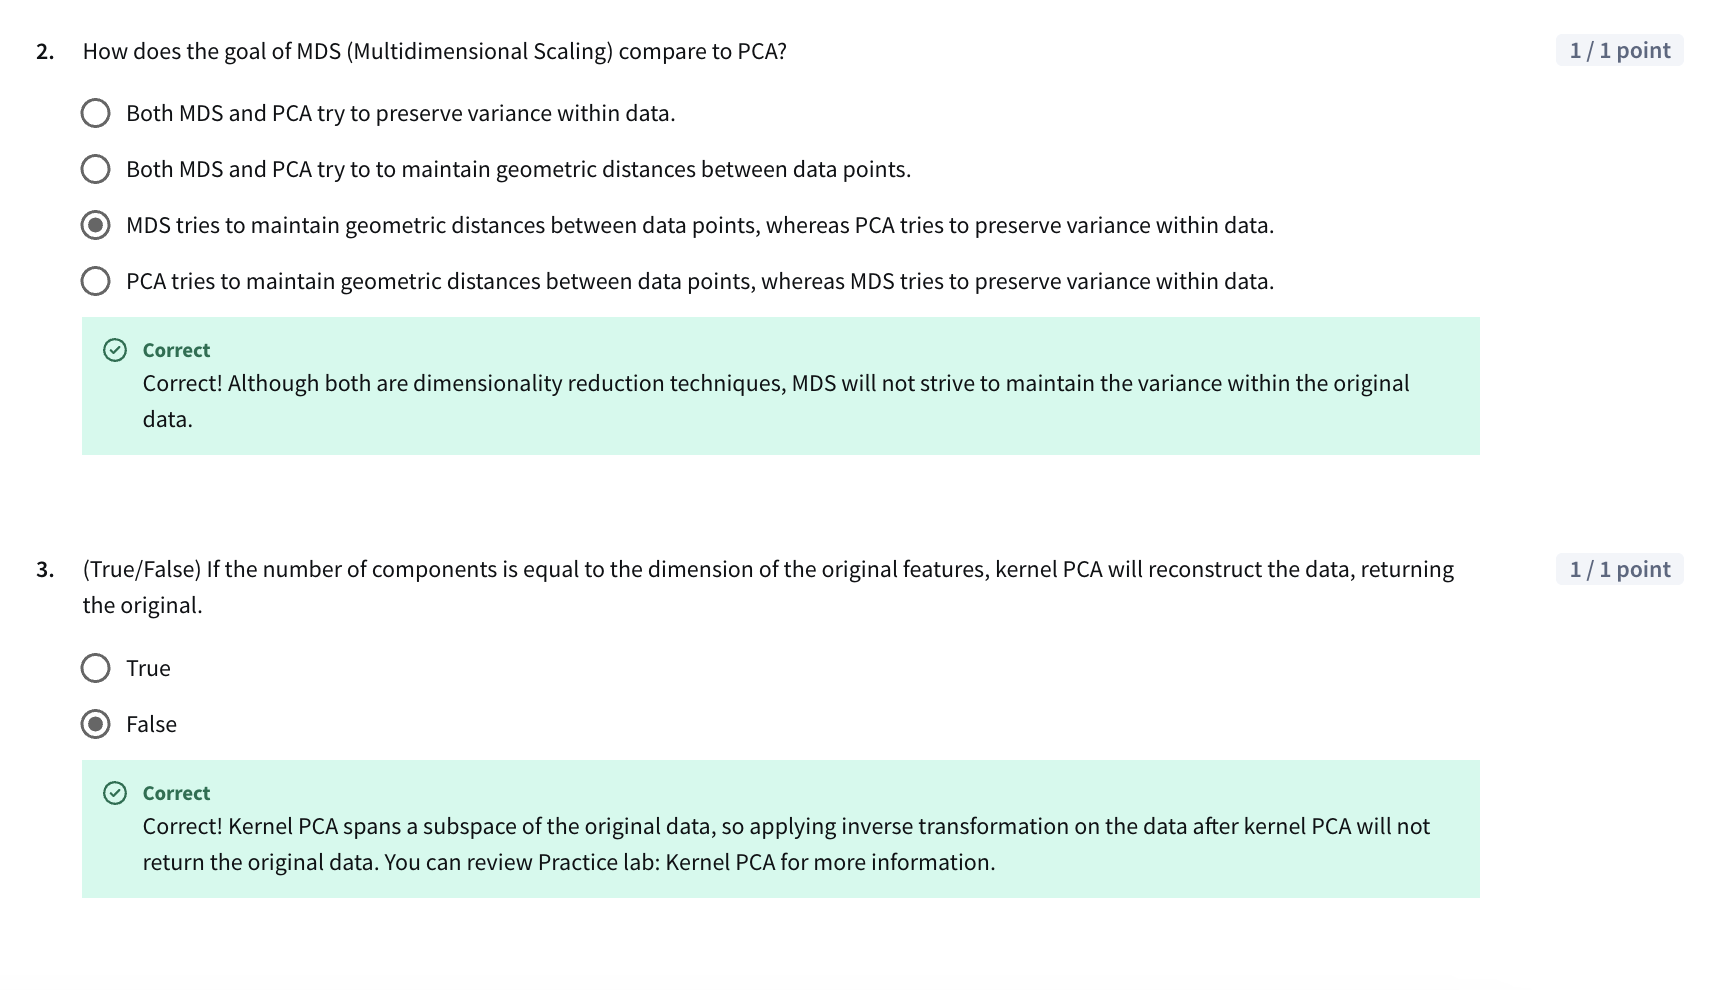 2. How does the goal of MDS (Multidimensional Scaling) compare to PCA?
1 / 1 point
Both MDS and PCA try to preserve variance within data.
Both MDS and PCA try to to maintain geometric distances between data points.
MDS tries to maintain geometric distances between data points, whereas PCA tries to preserve variance within data.
PCA tries to maintain geometric distances between data points, whereas MDS tries to preserve variance within data.
Correct
Correct! Although both are dimensionality reduction techniques, MDS will not strive to maintain the variance within the original
data.
3. (True/False) If the number of components is equal to the dimension of the original features, kernel PCA will reconstruct the data, returning
the original.
1 / 1 point
True
False
Correct
Correct! Kernel PCA spans a subspace of the original data, so applying inverse transformation on the data after kernel PCA will not
return the original data. You can review Practice lab: Kernel PCA for more information.